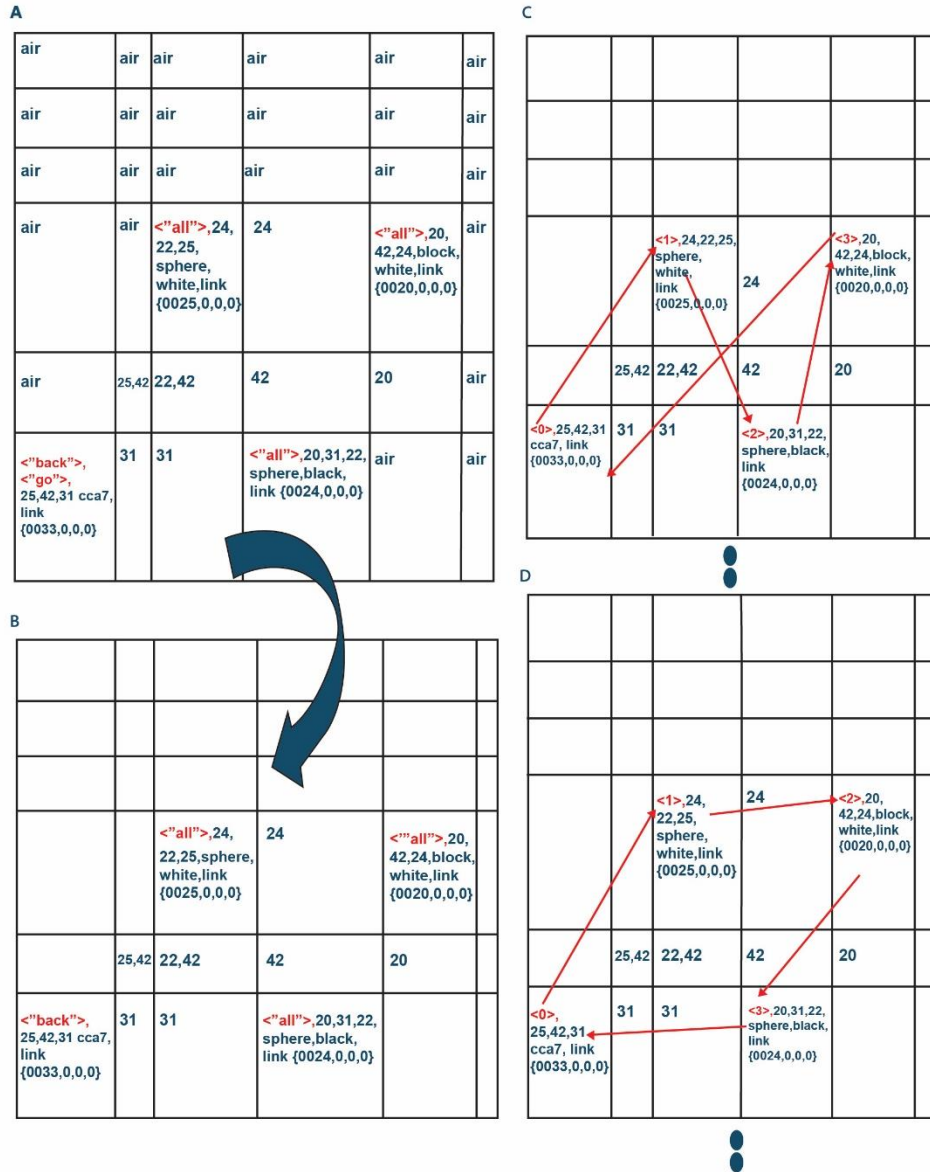 A
air air air air air air
air air air air air air
air air air air air air
air
air
<”all”>,24,
22,25,
sphere,
white,link
{0025,0,0,0}
24
<”all”>,20,
42,24,block,
white,link
{0020,0,0,0}
air
air
25,42
22,42
42
20
air
<”back”>,
<”go”>,
25,42,31 cca7,
link
{0033,0,0,0}
31
31
<”all”>,20,31,22,
sphere,black,
link {0024,0,0,0}
air
air
B
<”all”>,24,
22,25,sphere,
white,link
{0025,0,0,0}
24
<’”all”>,20,
42,24,block,
white,link
{0020,0,0,0}
25,42
22,42
42
20
<”back”>,
25,42,31 cca7,
link
{0033,0,0,0}
31
31
<”all”>,20,31,22,
sphere,black,
link {0024,0,0,0}
C
<1>,24,22,25,
sphere,
white,
link
{0025,0,0,0}
24
<3>,20,
42,24,block,
white,link
{0020,0,0,0}
25,42
22,42
42
20
<0>,25,42,31
cca7, link
{0033,0,0,0}
31
31
<2>,20,31,22,
sphere,black,
link
{0024,0,0,0}
D
<1>,24,
22,25,
sphere,
white,link
{0025,0,0,0}
24
<2>,20,
42,24,block,
white,link
{0020,0,0,0}
25,42
22,42
42
20
<0>,
25,42,31
cca7, link
{0033,0,0,0}
31
31
<3>,20,31,22,
sphere,black,
link
{0024,0,0,0}